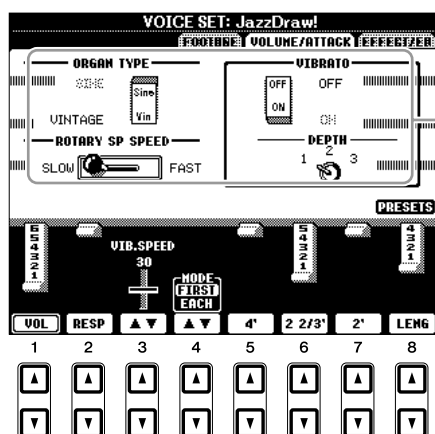 VOICE SET: JazzDraw!
FOOTAGE VOLUME/ATTACK EFFECT/EQ
ORGAN TYPE VIBRATO
SINE Sine OFF OFF
VINTAGE Vin ON ON
ROTARY SP SPEED DEPTH
SLOW FAST 1 2 3
PRESETS
6 5 4 3 2 1
VIB.SPEED
30
MODE
FIRST
EACH
5 4 3 2 1
4 3 2 1
VOL RESP ▲▼ ▲▼ 4' 2 2/3' 2' LENG
1 2 3 4 5 6 7 8